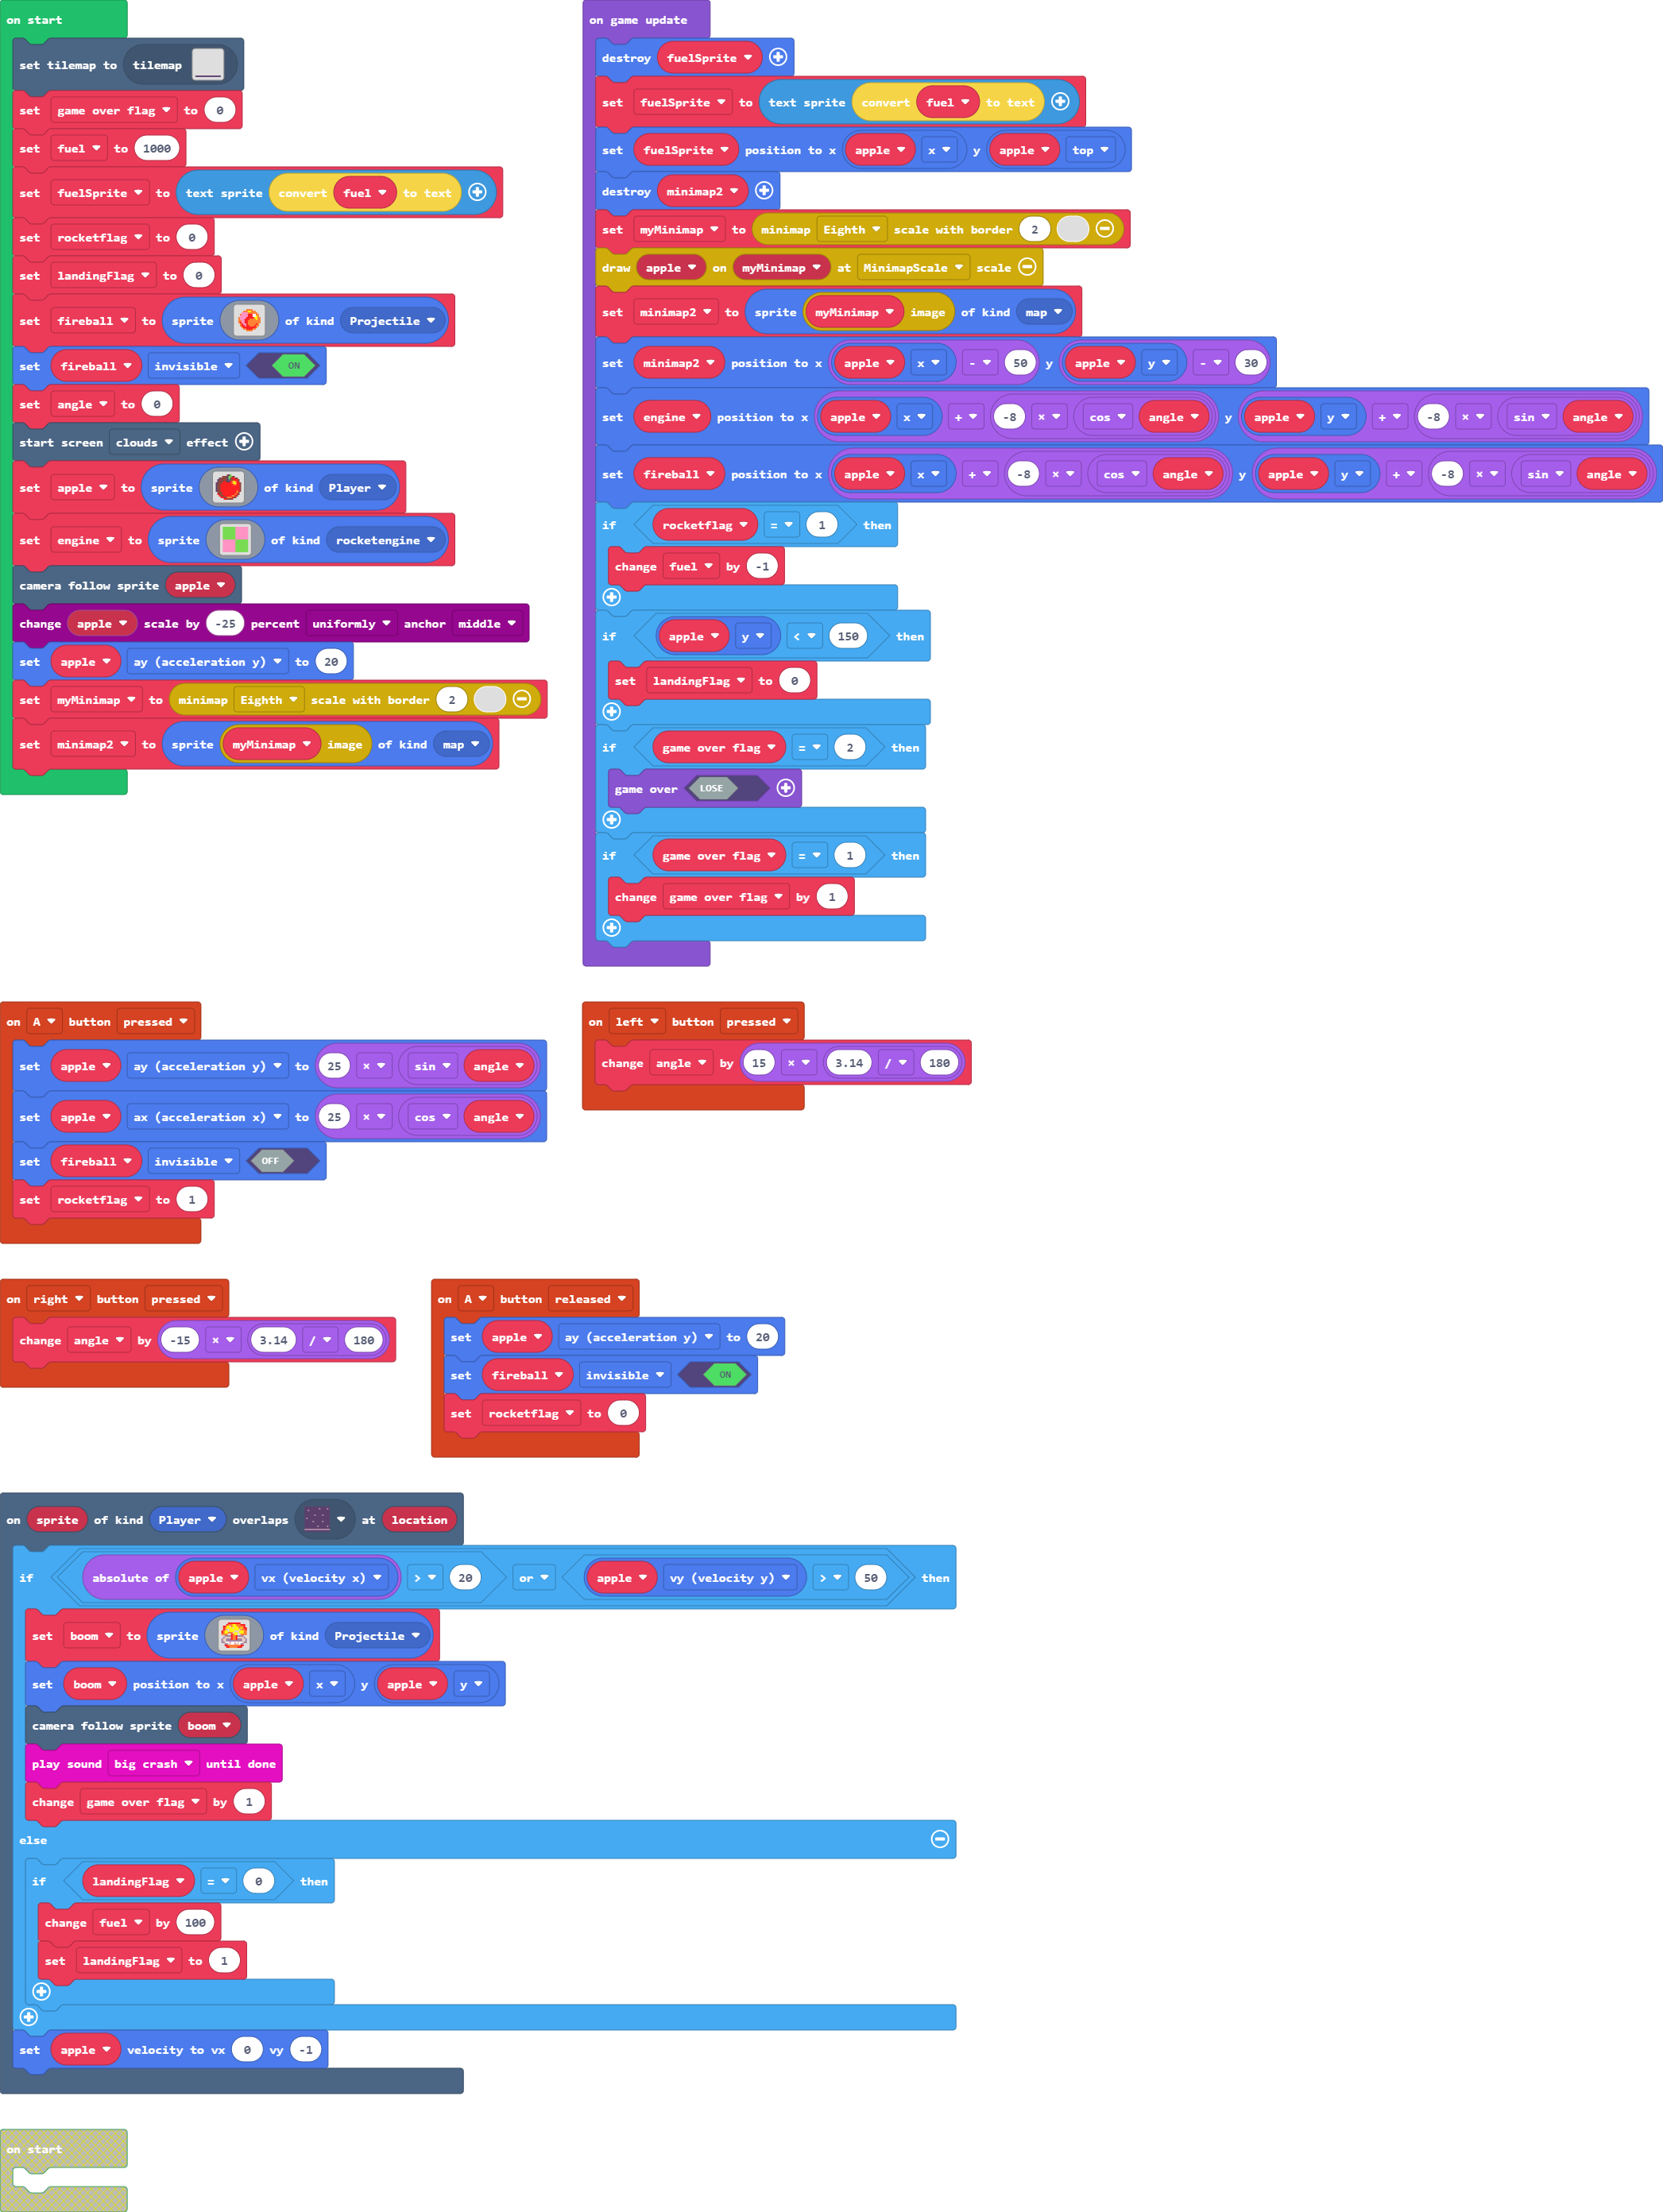 on start
set tilemap to tilemap
set game over flag to 0
set fuel to 1000
set fuelSprite to text sprite convert fuel to text
set rocketflag to 0
set landingFlag to 0
set fireball to sprite of kind Projectile
set fireball invisible ON
set angle to 0
start screen clouds effect
set apple to sprite of kind Player
set engine to sprite of kind rocketengine
camera follow sprite apple
change apple scale by -25 percent uniformly anchor middle
set apple ay (acceleration y) to 20
set myMinimap to minimap Eighth scale with border 2
set minimap2 to sprite myMinimap image of kind map
on game update
destroy fuelSprite
set fuelSprite to text sprite convert fuel to text
set fuelSprite position to x apple x y apple top
destroy minimap2
set myMinimap to minimap Eighth scale with border 2
draw apple on myMinimap at MinimapScale scale
set minimap2 to sprite myMinimap image of kind map
set minimap2 position to x apple x - 50 y apple y - 30
set engine position to x apple x + -8 × cos angle y apple y + -8 × sin angle
set fireball position to x apple x + -8 × cos angle y apple y + -8 × sin angle
if rocketflag = 1 then
change fuel by -1
if apple y < 150 then
set landingFlag to 0
if game over flag = 2 then
game over LOSE
if game over flag = 1 then
change game over flag by 1
on A button pressed
set apple ay (acceleration y) to 25 × sin angle
set apple ax (acceleration x) to 25 × cos angle
set fireball invisible OFF
set rocketflag to 1
on left button pressed
change angle by 15 × 3.14 / 180
on right button pressed
change angle by -15 × 3.14 / 180
on A button released
set apple ay (acceleration y) to 20
set fireball invisible ON
set rocketflag to 0
on sprite of kind Player overlaps at location
if absolute of apple vx (velocity x) > 20 or apple vy (velocity y) > 50 then
set boom to sprite of kind Projectile
set boom position to x apple x y apple y
camera follow sprite boom
play sound big crash until done
change game over flag by 1
else
if landingFlag = 0 then
change fuel by 100
set landingFlag to 1
set apple velocity to vx 0 vy -1
on start